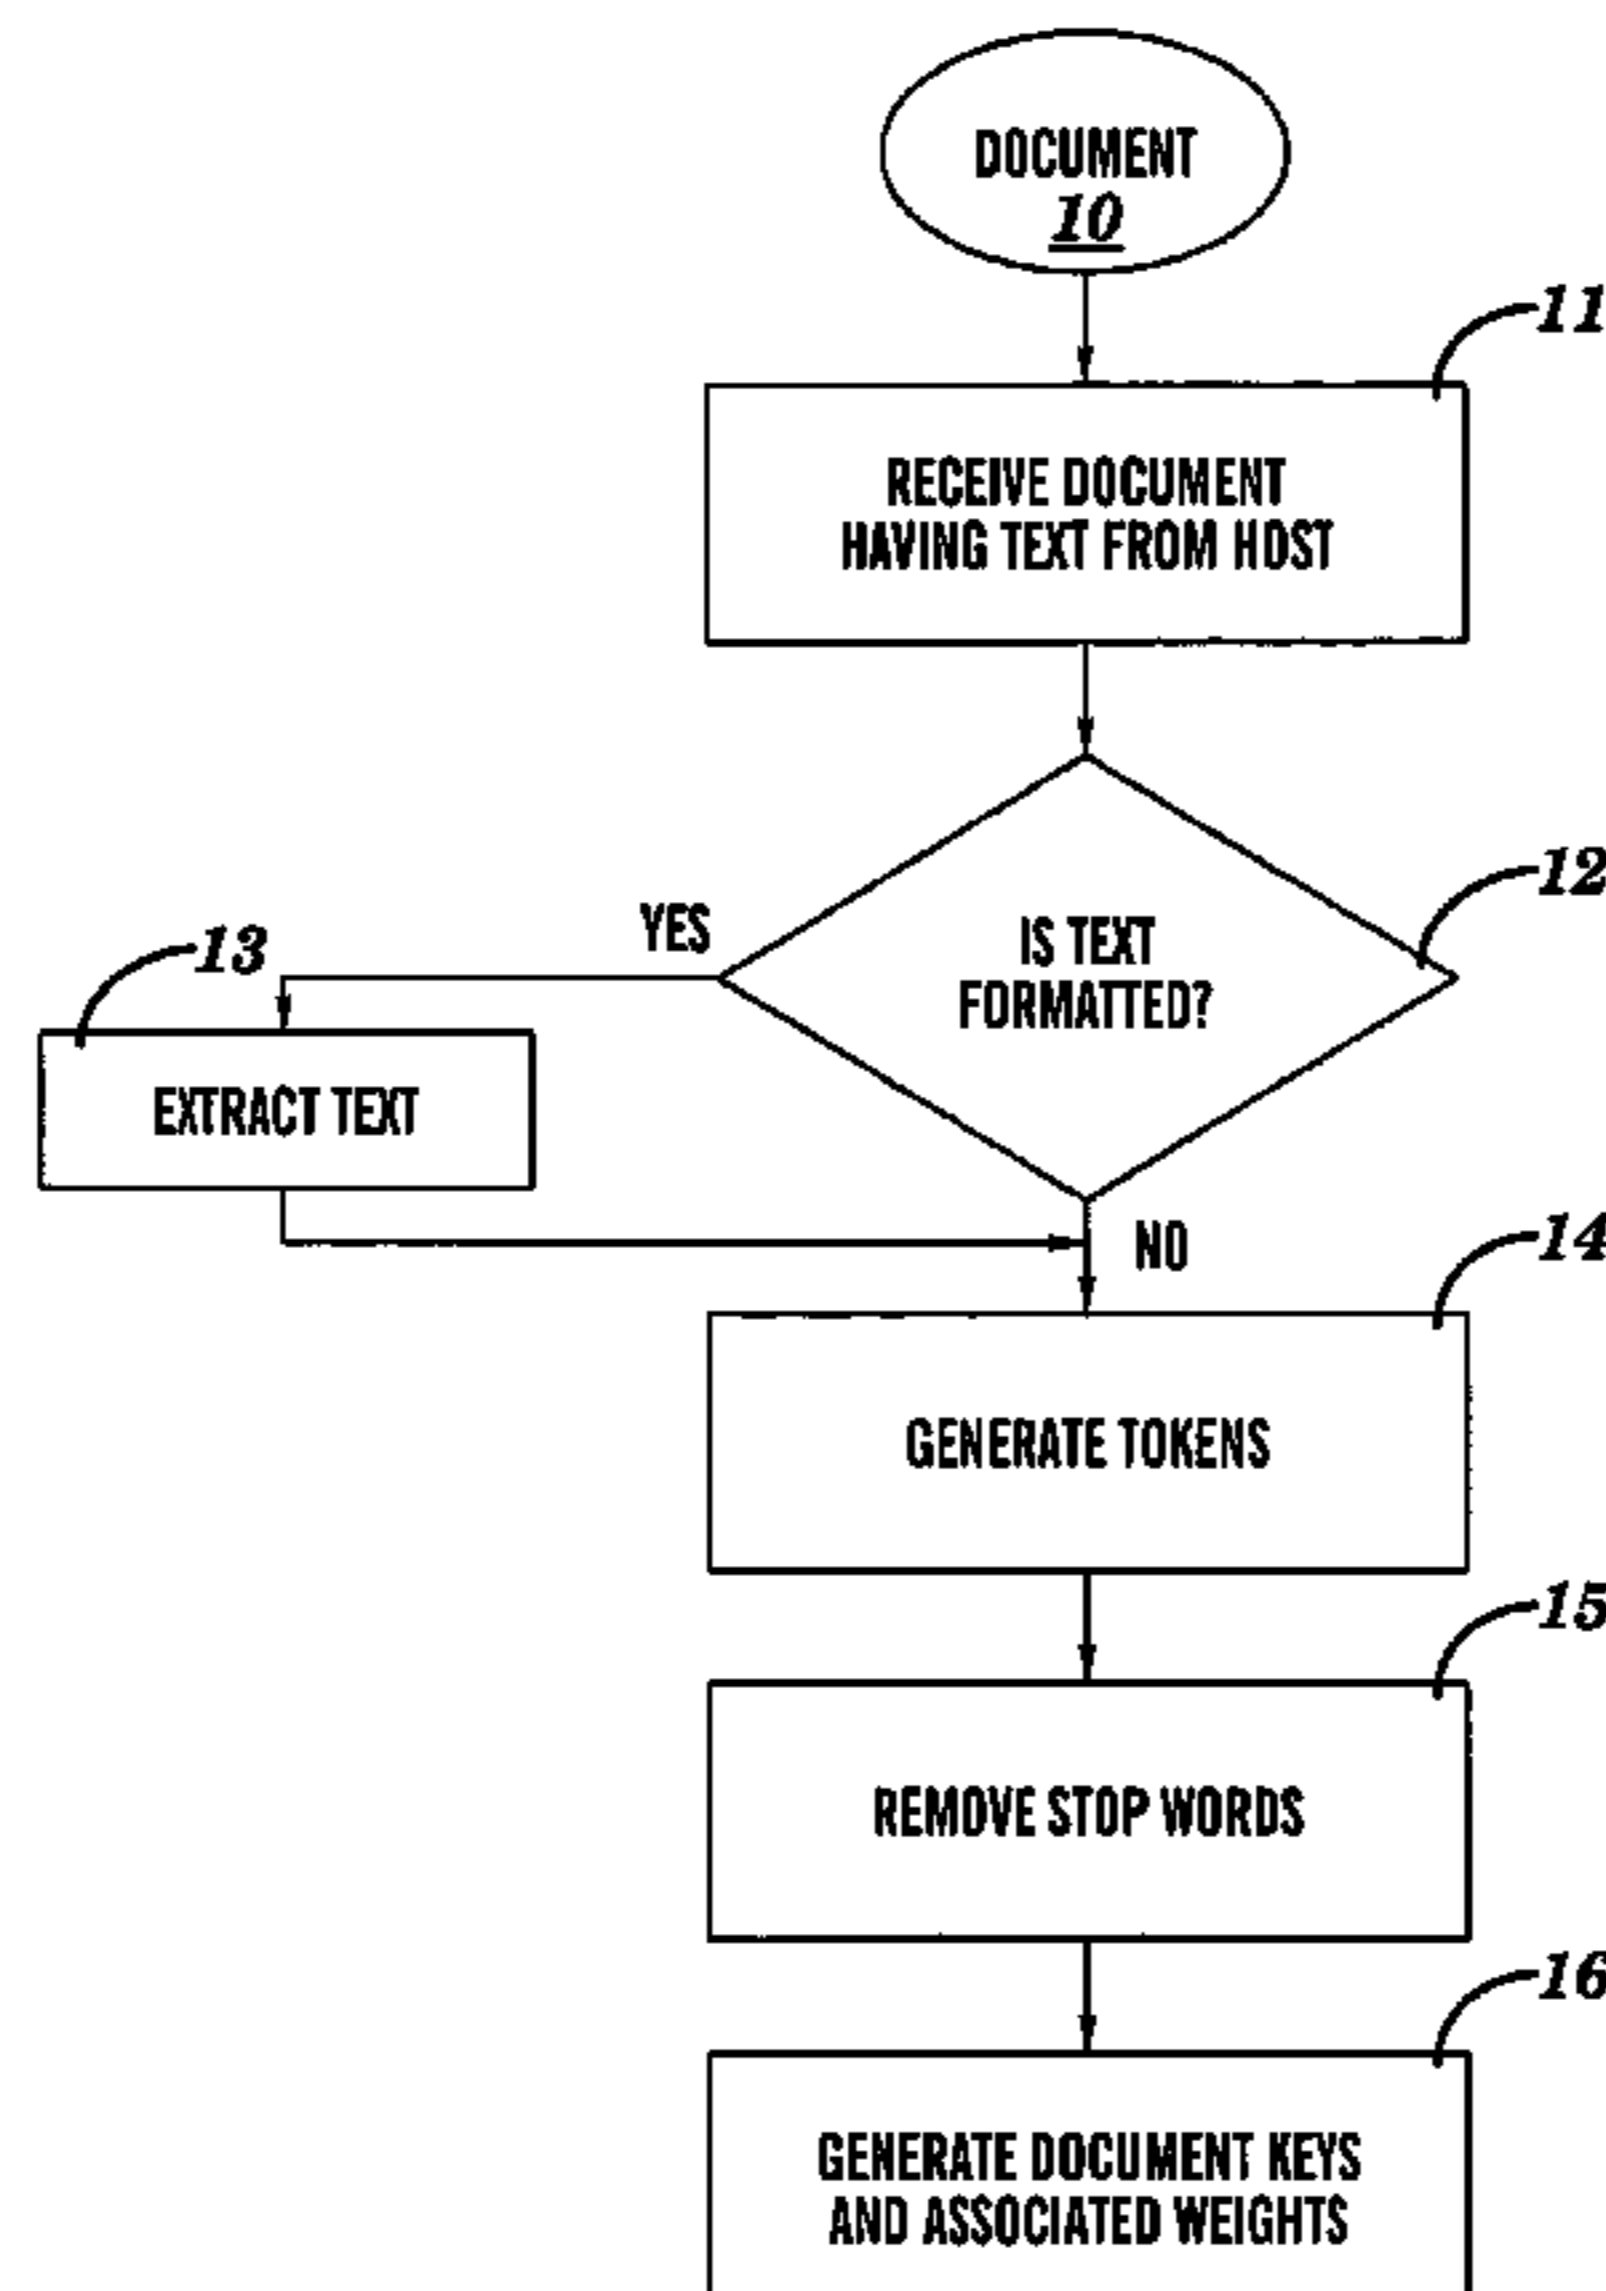 DOCUMENT
10
11
RECEIVE DOCUMENT
HAVING TEXT FROM HOST
12
YES
IS TEXT
FORMATTED?
13
EXTRACT TEXT
NO
14
GENERATE TOKENS
15
REMOVE STOP WORDS
16
GENERATE DOCUMENT KEYS
AND ASSOCIATED WEIGHTS